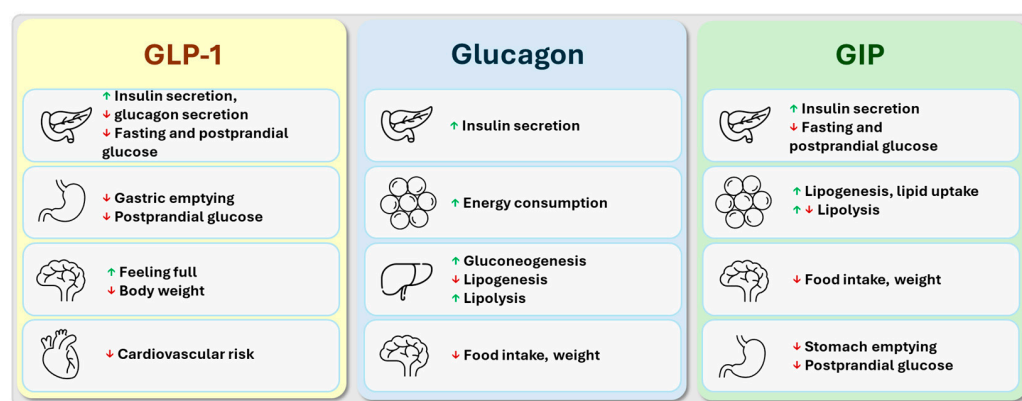 GLP-1
↑ Insulin secretion,
↓ glucagon secretion
↓ Fasting and postprandial
glucose
↓ Gastric emptying
↓ Postprandial glucose
↑ Feeling full
↓ Body weight
↓ Cardiovascular risk
Glucagon
↑ Insulin secretion
↑ Energy consumption
↑ Gluconeogenesis
↓ Lipogenesis
↑ Lipolysis
↓ Food intake, weight
GIP
↑ Insulin secretion
↓ Fasting and
postprandial glucose
↑ Lipogenesis, lipid uptake
↑ ↓ Lipolysis
↓ Food intake, weight
↓ Stomach emptying
↓ Postprandial glucose